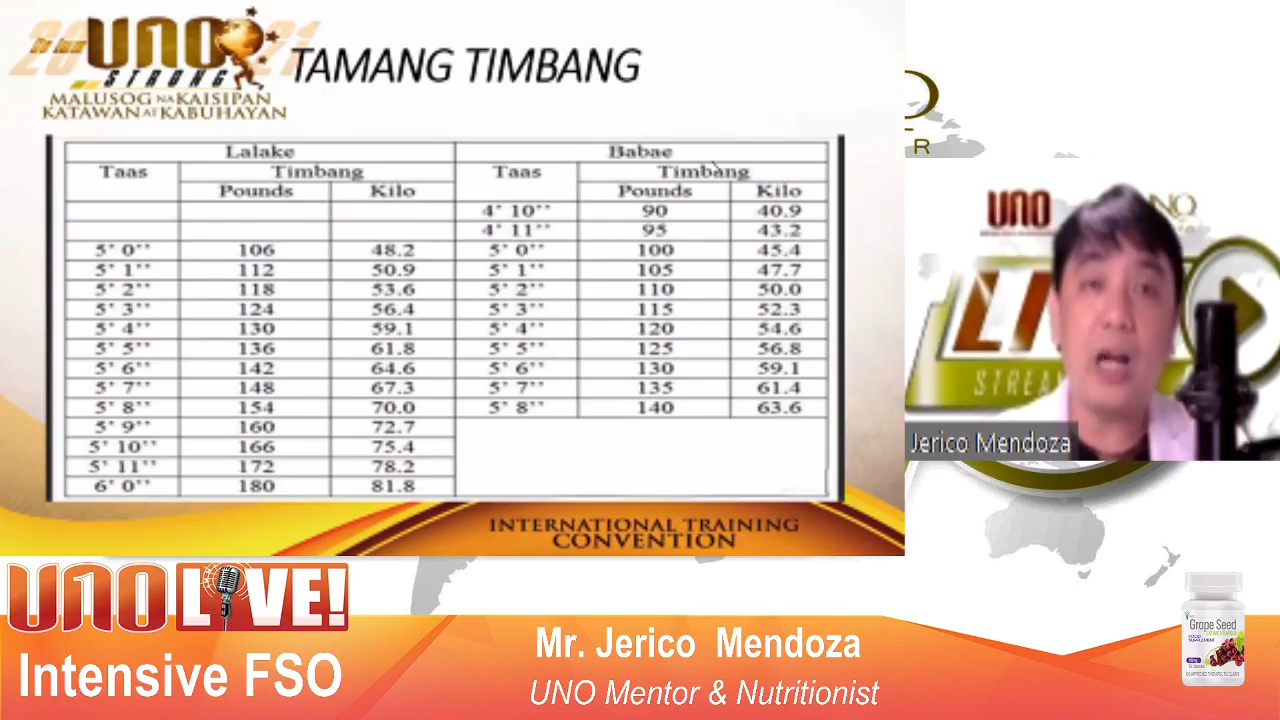 UNO
STRONG
MALUSOG NA KAISIPAN
KATAWAN AT KABUHAYAN
TAMANG TIMBANG
Lalake Babae
Taas Timbang Taas Timbang
Pounds Kilo Pounds Kilo
4' 10'' 90 40.9
4' 11'' 95 43.2
5' 0'' 106 48.2 5' 0'' 100 45.4
5' 1'' 112 50.9 5' 1'' 105 47.7
5' 2'' 118 53.6 5' 2'' 110 50.0
5' 3'' 124 56.4 5' 3'' 115 52.3
5' 4'' 130 59.1 5' 4'' 120 54.6
5' 5'' 136 61.8 5' 5'' 125 56.8
5' 6'' 142 64.6 5' 6'' 130 59.1
5' 7'' 148 67.3 5' 7'' 135 61.4
5' 8'' 154 70.0 5' 8'' 140 63.6
5' 9'' 160 72.7
5' 10'' 166 75.4
5' 11'' 172 78.2
6' 0'' 180 81.8
INTERNATIONAL TRAINING
CONVENTION
UNO
Jerico Mendoza
UNO LIVE!
Intensive FSO
Mr. Jerico Mendoza
UNO Mentor & Nutritionist
Grape Seed